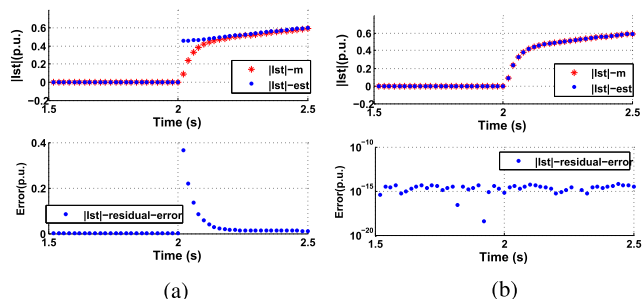 |Ist|(p.u.)
0.6
0.4
0.2
0
−0.2
1.5
2
2.5
Time (s)
|Ist|−m
|Ist|−est
Error(p.u.)
0.4
0.2
0
1.5
2
2.5
Time (s)
|Ist|−residual−error
(a)
|Ist|(p.u.)
0.6
0.4
0.2
0
−0.2
1.5
2
2.5
Time (s)
|Ist|−m
|Ist|−est
Error(p.u.)
10^−10
10^−15
10^−20
1.5
2
2.5
Time (s)
|Ist|−residual−error
(b)